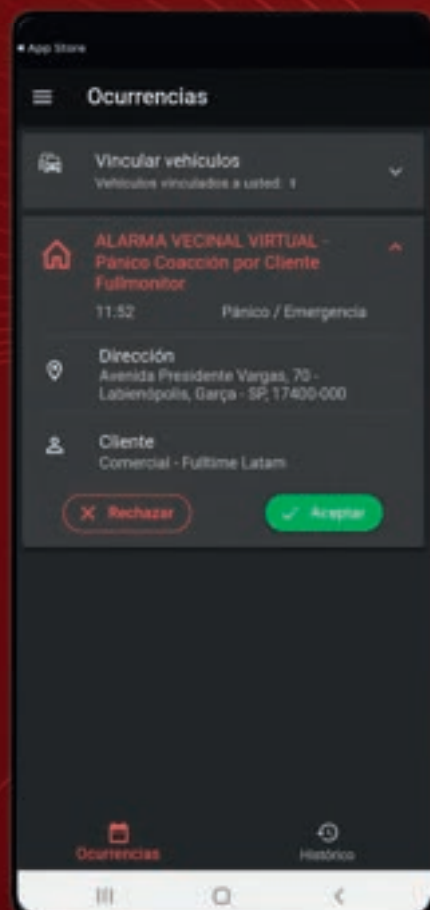 App Store
Ocurrencias
Vincular vehículos
Vehículos vinculados a usted: 1
ALARMA VECINAL VIRTUAL -
Pánico Coacción por Cliente
Fullmonitor
11:52 Pánico / Emergencia
Dirección
Avenida Presidente Vargas, 70 -
Labienópolis, Garça - SP, 17400-000
Cliente
Comercial - Fulltime Latam
Rechazar Aceptar
Ocurrencias Histórico